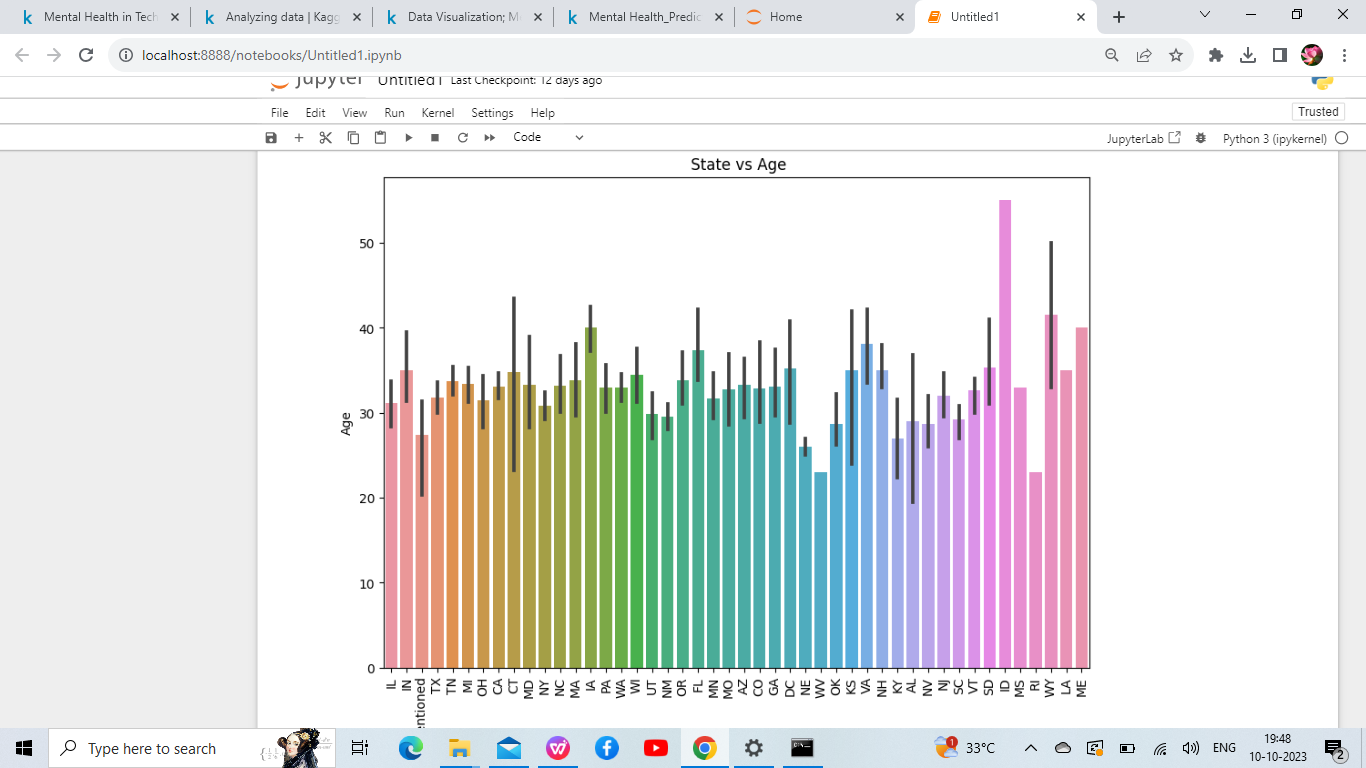 Mental Health in Tech
Analyzing data | Kagg
Data Visualization; M
Mental Health_Predic
Home
Untitled1
localhost:8888/notebooks/Untitled1.ipynb
Jupyter Untitled1 Last Checkpoint: 12 days ago
File Edit View Run Kernel Settings Help
Trusted
Code
JupyterLab
Python 3 (ipykernel)
State vs Age
50
40
30
20
10
0
Age
IL IN entioned TX TN MI OH CA CT MD NY NC MA IA PA WA WI UT NM OR FL MN MO AZ CO GA DC NE WV OK KS VA NH KY AL NV NJ SC VT SD ID MS RI WY LA ME
Type here to search
1
33°C
ENG
19:48
10-10-2023
2